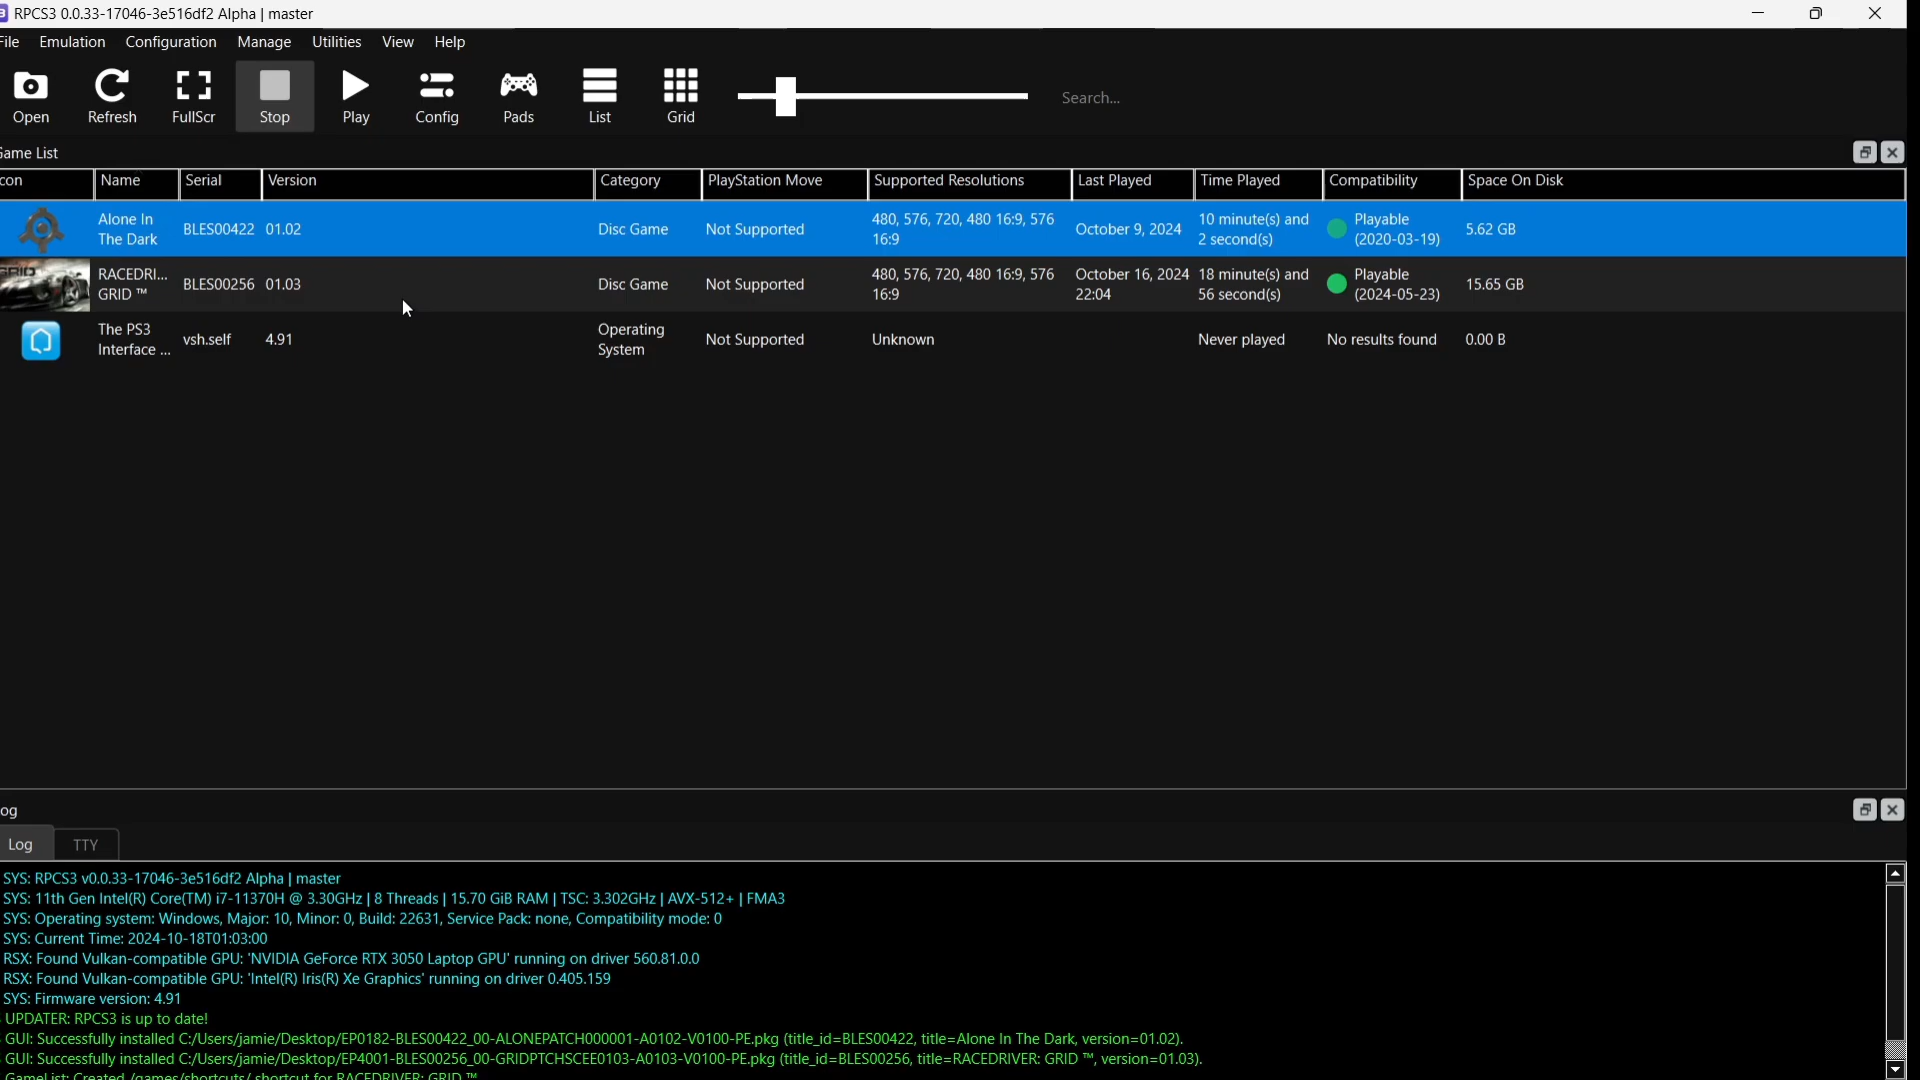 RPCS3 0.0.33-17046-3e516df2 Alpha | master
File Emulation Configuration Manage Utilities View Help
Open Refresh FullScr Stop Play Config Pads List Grid Search...
Game List
con Name Serial Version Category PlayStation Move Supported Resolutions Last Played Time Played Compatibility Space On Disk
Alone In The Dark BLES00422 01.02 Disc Game Not Supported 480, 576, 720, 480 16:9, 576 16:9 October 9, 2024 10 minute(s) and 2 second(s) Playable (2020-03-19) 5.62 GB
GRID RACEDRI... GRID ™ BLES00256 01.03 Disc Game Not Supported 480, 576, 720, 480 16:9, 576 16:9 October 16, 2024 22:04 18 minute(s) and 56 second(s) Playable (2024-05-23) 15.65 GB
The PS3 Interface ... vsh.self 4.91 Operating System Not Supported Unknown Never played No results found 0.00 B
og
Log TTY
SYS: RPCS3 v0.0.33-17046-3e516df2 Alpha | master
SYS: 11th Gen Intel(R) Core(TM) i7-11370H @ 3.30GHz | 8 Threads | 15.70 GiB RAM | TSC: 3.302GHz | AVX-512+ | FMA3
SYS: Operating system: Windows, Major: 10, Minor: 0, Build: 22631, Service Pack: none, Compatibility mode: 0
SYS: Current Time: 2024-10-18T01:03:00
RSX: Found Vulkan-compatible GPU: 'NVIDIA GeForce RTX 3050 Laptop GPU' running on driver 560.81.0.0
RSX: Found Vulkan-compatible GPU: 'Intel(R) Iris(R) Xe Graphics' running on driver 0.405.159
SYS: Firmware version: 4.91
UPDATER: RPCS3 is up to date!
GUI: Successfully installed C:/Users/jamie/Desktop/EP0182-BLES00422_00-ALONEPATCH000001-A0102-V0100-PE.pkg (title_id=BLES00422, title=Alone In The Dark, version=01.02).
GUI: Successfully installed C:/Users/jamie/Desktop/EP4001-BLES00256_00-GRIDPTCHSCEE0103-A0103-V0100-PE.pkg (title_id=BLES00256, title=RACEDRIVER: GRID ™, version=01.03).
GameList: Created /games/shortcuts/ shortcut for RACEDRIVER: GRID ™